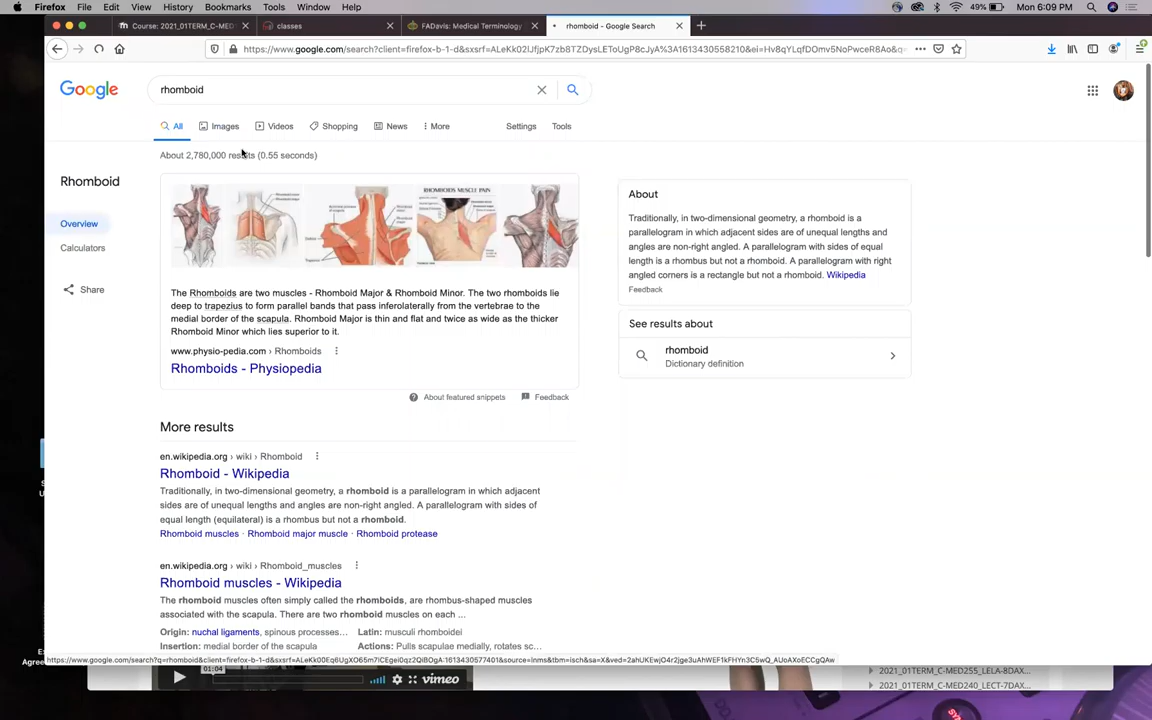 Firefox File Edit View History Bookmarks Tools Window Help 49% Mon 6:09 PM
Course: 2021_01TERM_C-MED
classes
FADavis: Medical Terminology
rhomboid - Google Search
Google
rhomboid
All Images Videos Shopping News More Settings Tools
About 2,780,000 results (0.55 seconds)
Rhomboid
Overview
Calculators
Share
RHOMBOIDS MUSCLE PAIN
The Rhomboids are two muscles - Rhomboid Major & Rhomboid Minor. The two rhomboids lie
deep to trapezius to form parallel bands that pass inferolaterally from the vertebrae to the
medial border of the scapula. Rhomboid Major is thin and flat and twice as wide as the thicker
Rhomboid Minor which lies superior to it.
www.physio-pedia.com › Rhomboids
Rhomboids - Physiopedia
About featured snippets Feedback
About
Traditionally, in two-dimensional geometry, a rhomboid is a
parallelogram in which adjacent sides are of unequal lengths and
angles are non-right angled. A parallelogram with sides of equal
length is a rhombus but not a rhomboid. A parallelogram with right
angled corners is a rectangle but not a rhomboid. Wikipedia
Feedback
See results about
rhomboid
Dictionary definition
More results
en.wikipedia.org › wiki › Rhomboid
Rhomboid - Wikipedia
Traditionally, in two-dimensional geometry, a rhomboid is a parallelogram in which adjacent
sides are of unequal lengths and angles are non-right angled. A parallelogram with sides of
equal length (equilateral) is a rhombus but not a rhomboid.
Rhomboid muscles · Rhomboid major muscle · Rhomboid protease
en.wikipedia.org › wiki › Rhomboid_muscles
Rhomboid muscles - Wikipedia
The rhomboid muscles often simply called the rhomboids, are rhombus-shaped muscles
associated with the scapula. There are two rhomboid muscles on each ...
Origin: nuchal ligaments, spinous processes... Latin: musculi rhomboidei
Insertion: medial border of the scapula Actions: Pulls scapulae medially, rotates sc...
01:04
vimeo
2021_01TERM_C-MED255_LELA-8DAX...
2021_01TERM_C-MED240_LECT-7DAX...